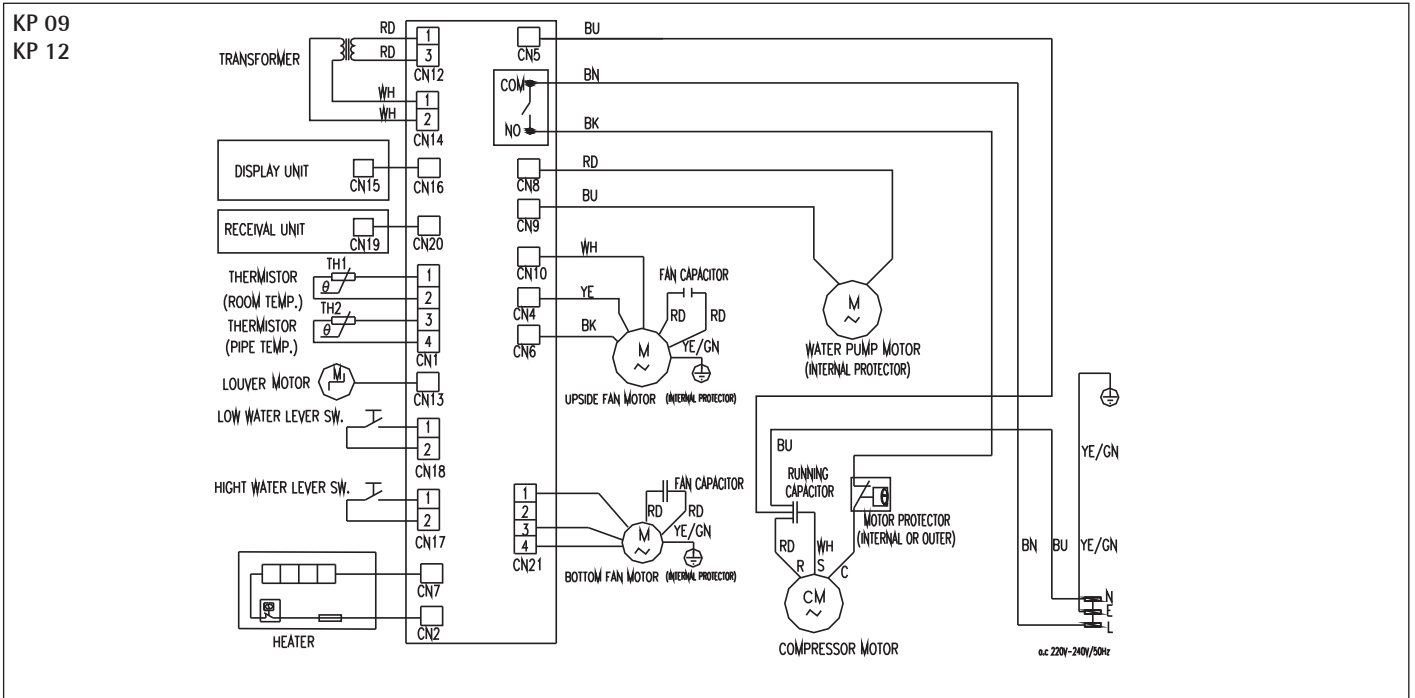 KP 09
KP 12
TRANSFORMER
RD
RD
1
3
CN12
WH
WH
1
2
CN14
DISPLAY UNIT
CN15
CN16
RECEIVAL UNIT
CN19
CN20
THERMISTOR
(ROOM TEMP.)
TH1
θ
THERMISTOR
(PIPE TEMP.)
TH2
θ
1
2
3
4
CN1
LOUVER MOTOR
M
CN13
LOW WATER LEVER SW.
1
2
CN18
HIGHT WATER LEVER SW.
1
2
CN17
HEATER
CN7
CN2
CN5
BU
COM
BN
NO
BK
CN8
RD
CN9
BU
CN10
WH
CN4
YE
CN6
BK
FAN CAPACITOR
RD
RD
YE/GN
M
~
UPSIDE FAN MOTOR (INTERNAL PROTECTOR)
M
~
WATER PUMP MOTOR
(INTERNAL PROTECTOR)
1
2
3
4
CN21
FAN CAPACITOR
RD
RD
YE/GN
M
~
BOTTOM FAN MOTOR (INTERNAL PROTECTOR)
BU
RUNNING
CAPACITOR
RD
WH
R
S
C
θ
MOTOR PROTECTOR
(INTERNAL OR OUTER)
CM
~
COMPRESSOR MOTOR
YE/GN
BN
BU
YE/GN
N
E
L
a.c 220V-240V/50Hz